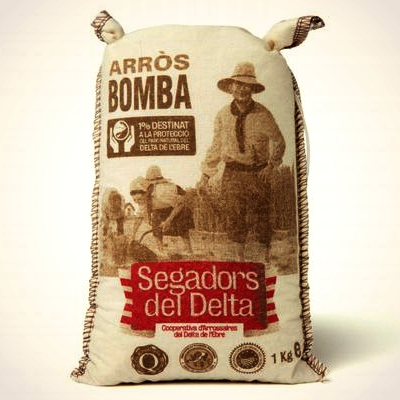 ARRÒS
BOMBA
1% DESTINAT
A LA PROTECCIÓ
DEL PARC NATURAL DEL
DELTA DE L'EBRE
Segadors
del Delta
Cooperativa d'Arrossaires
del Delta de l'Ebre
Q
1 Kg e